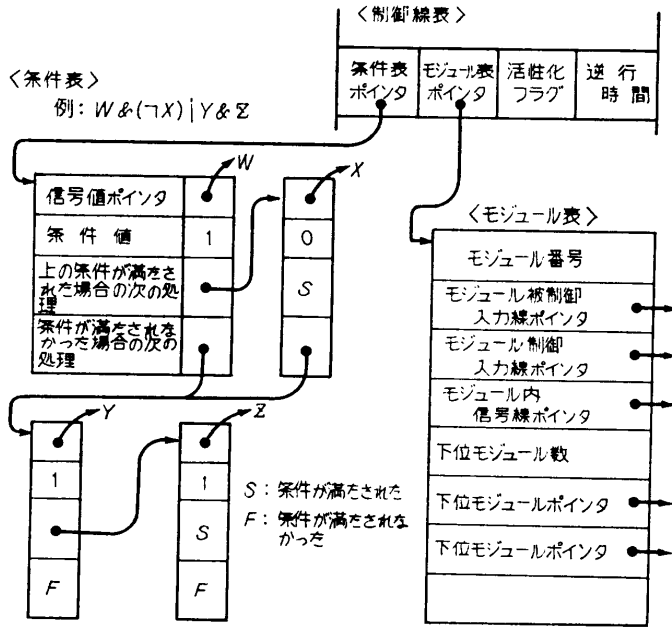 〈制御線表〉
条件表
ポインタ
モジュール表
ポインタ
活性化
フラグ
逆行
時間
〈条件表〉
例: W&(¬X)|Y&Z
W
X
信号値ポインタ
条件値
1
上の条件が満たさ
れた場合の次の処
理
条件が満たされな
かった場合の次の
処理
0
S
〈モジュール表〉
モジュール番号
モジュール被制御
入力線ポインタ
モジュール制御
入力線ポインタ
モジュール内
信号線ポインタ
下位モジュール数
下位モジュールポインタ
下位モジュールポインタ
Y
Z
1
F
1
S
F
S: 条件が満たされた
F: 条件が満たされな
かった